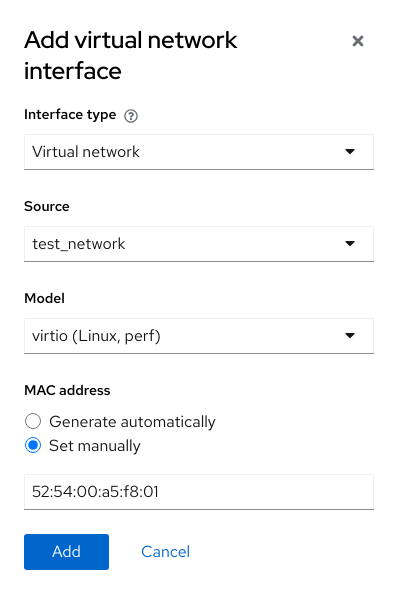 Add virtual network
interface
Interface type
Virtual network
Source
test_network
Model
virtio (Linux, perf)
MAC address
Generate automatically
Set manually
52:54:00:a5:f8:01
Add Cancel